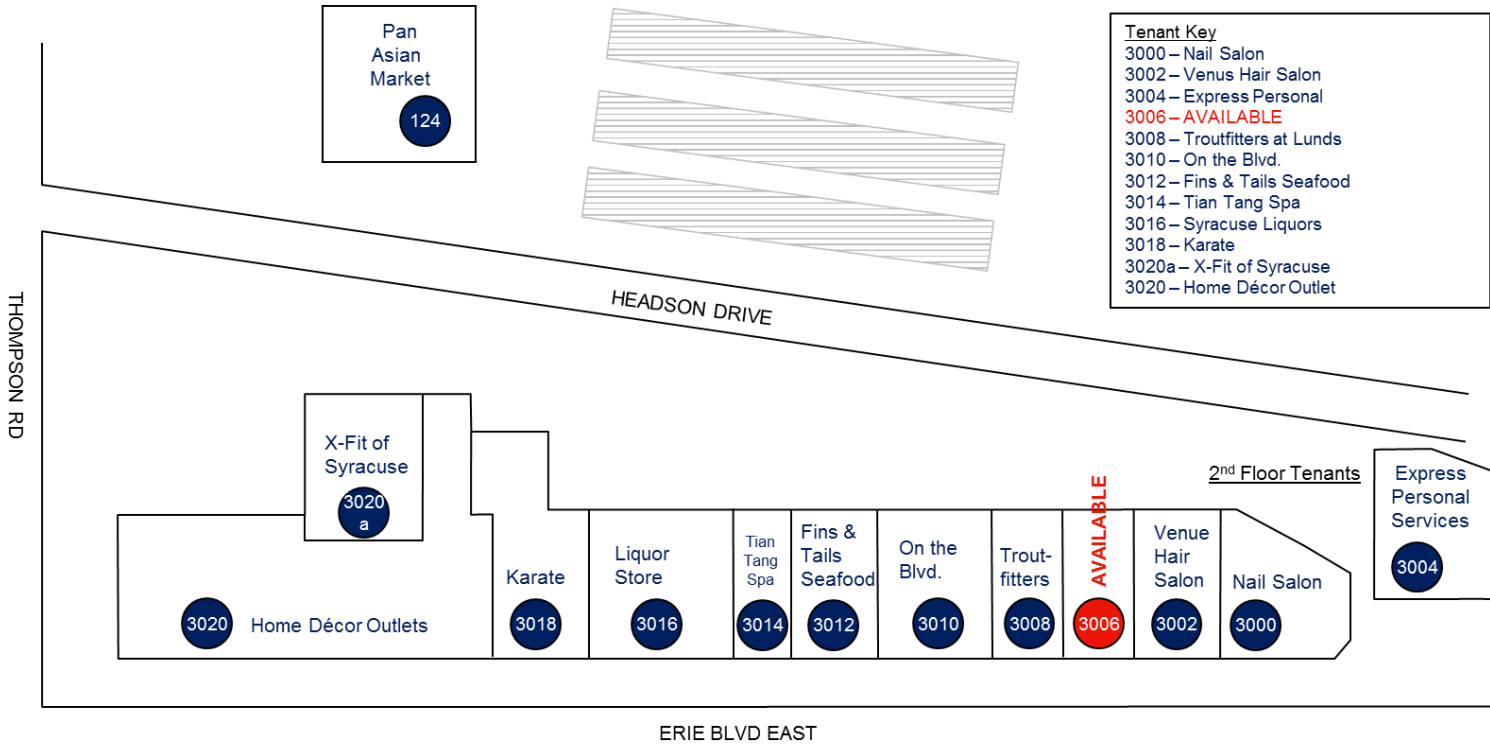 Pan
Asian
Market
124
Tenant Key
3000 – Nail Salon
3002 – Venus Hair Salon
3004 – Express Personal
3006 – AVAILABLE
3008 – Troutfitters at Lunds
3010 – On the Blvd.
3012 – Fins & Tails Seafood
3014 – Tian Tang Spa
3016 – Syracuse Liquors
3018 – Karate
3020a – X-Fit of Syracuse
3020 – Home Décor Outlet
THOMPSON RD
HEADSON DRIVE
X-Fit of
Syracuse
3020
a
3020
Home Décor Outlets
Karate
3018
Liquor
Store
3016
Tian
Tang
Spa
3014
Fins &
Tails
Seafood
3012
On the
Blvd.
3010
Trout-
fitters
3008
AVAILABLE
3006
Venue
Hair
Salon
3002
Nail Salon
3000
2nd Floor Tenants
Express
Personal
Services
3004
ERIE BLVD EAST